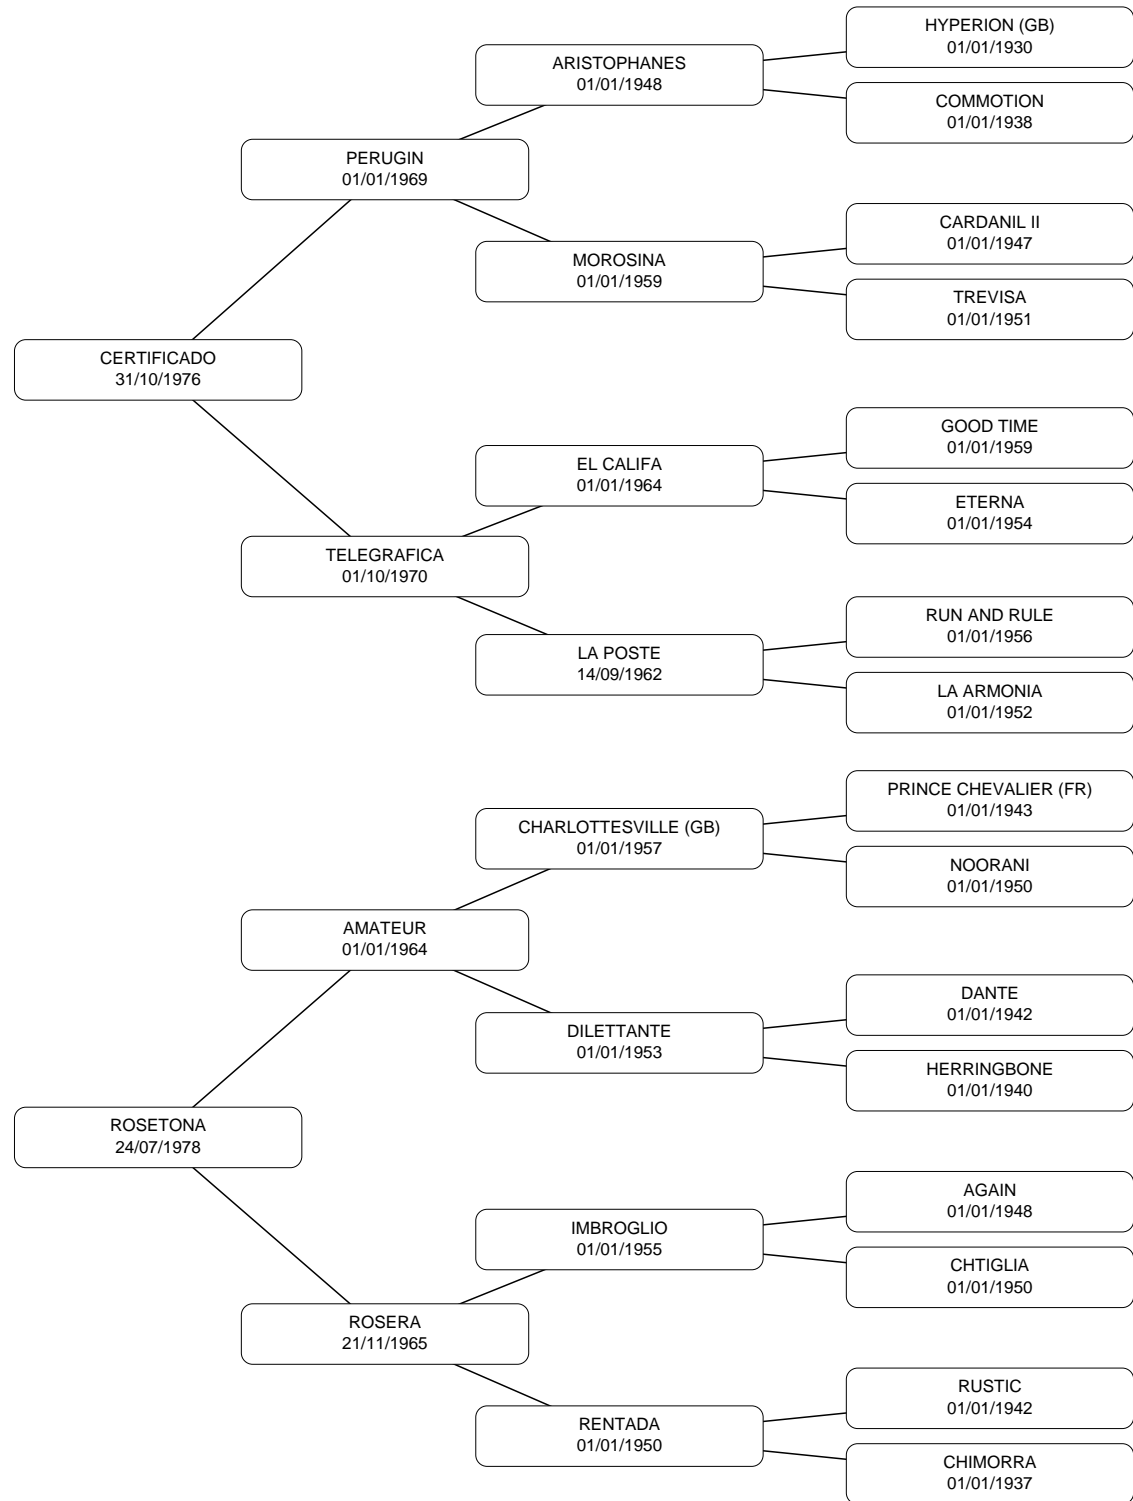 HYPERION (GB)
01/01/1930
ARISTOPHANES
01/01/1948
COMMOTION
01/01/1938
PERUGIN
01/01/1969
CARDANIL II
01/01/1947
MOROSINA
01/01/1959
TREVISA
01/01/1951
CERTIFICADO
31/10/1976
GOOD TIME
01/01/1959
EL CALIFA
01/01/1964
ETERNA
01/01/1954
TELEGRAFICA
01/10/1970
RUN AND RULE
01/01/1956
LA POSTE
14/09/1962
LA ARMONIA
01/01/1952
PRINCE CHEVALIER (FR)
01/01/1943
CHARLOTTESVILLE (GB)
01/01/1957
NOORANI
01/01/1950
AMATEUR
01/01/1964
DANTE
01/01/1942
DILETTANTE
01/01/1953
HERRINGBONE
01/01/1940
ROSETONA
24/07/1978
AGAIN
01/01/1948
IMBROGLIO
01/01/1955
CHTIGLIA
01/01/1950
ROSERA
21/11/1965
RUSTIC
01/01/1942
RENTADA
01/01/1950
CHIMORRA
01/01/1937